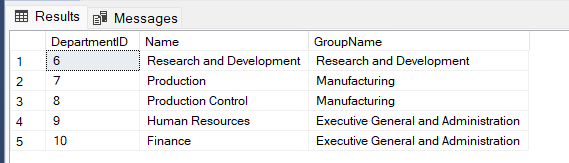 Results Messages
DepartmentID Name GroupName
1 6 Research and Development Research and Development
2 7 Production Manufacturing
3 8 Production Control Manufacturing
4 9 Human Resources Executive General and Administration
5 10 Finance Executive General and Administration